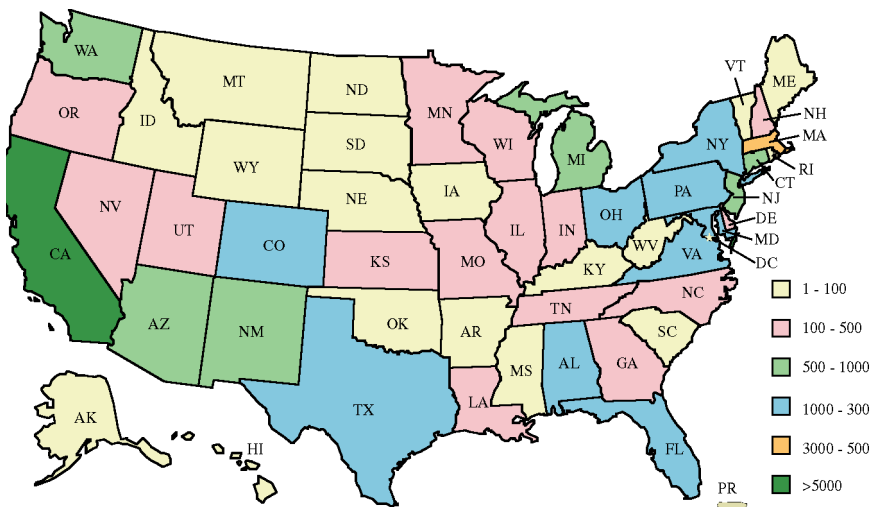 WA
MT
ND
MN
VT
ME
OR
ID
SD
WI
MI
NY
NH
MA
WY
RI
CT
NE
IA
PA
NJ
NV
UT
CO
IL
IN
OH
DE
MD
CA
KS
MO
WV
VA
DC
KY
AZ
NM
OK
AR
TN
NC
SC
MS
AL
GA
TX
LA
FL
AK
HI
PR
1 - 100
100 - 500
500 - 1000
1000 - 300
3000 - 500
>5000